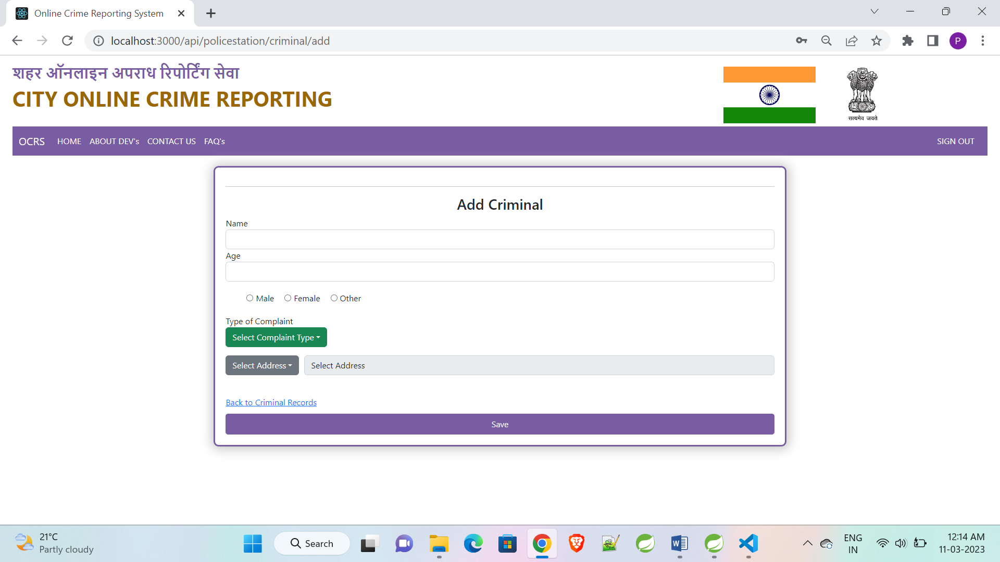 Online Crime Reporting System
localhost:3000/api/policestation/criminal/add
P
शहर ऑनलाइन अपराध रिपोर्टिंग सेवा
CITY ONLINE CRIME REPORTING
सत्यमेव जयते
OCRS HOME ABOUT DEV's CONTACT US FAQ's SIGN OUT
Add Criminal
Name
Age
Male Female Other
Type of Complaint
Select Complaint Type
Select Address Select Address
Back to Criminal Records
Save
21°C
Partly cloudy
Search
W
ENG
IN
12:14 AM
11-03-2023